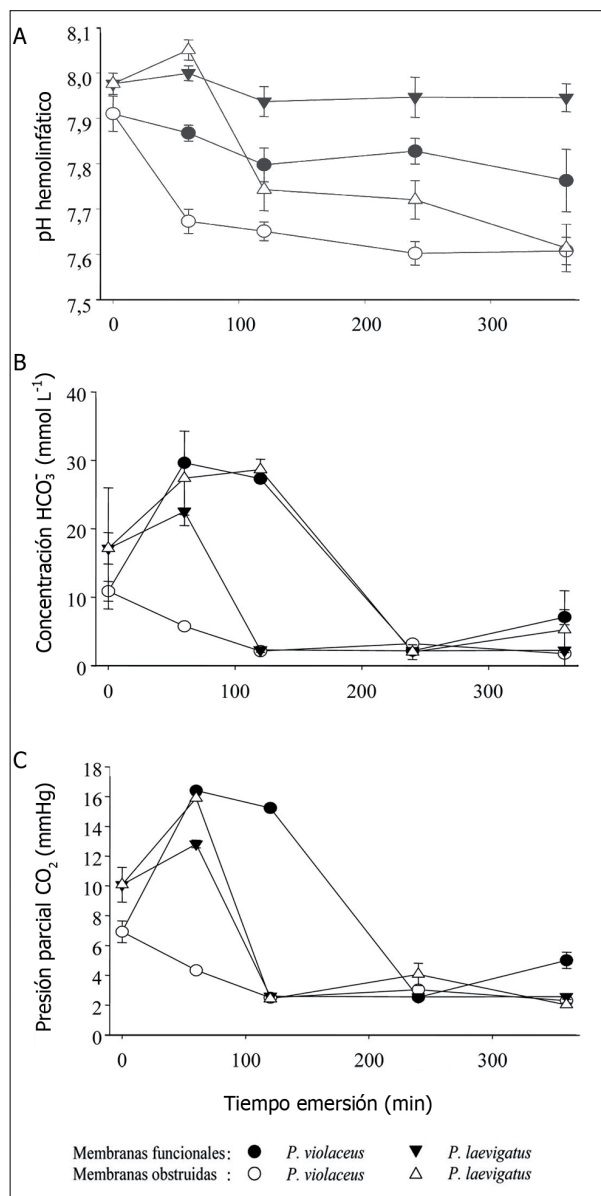 A
pH hemolinfático
8,1
8,0
7,9
7,8
7,7
7,6
7,5
0 100 200 300
B
Concentración HCO₃⁻ (mmol L⁻¹)
40
30
20
10
0
0 100 200 300
C
Presión parcial CO₂ (mmHg)
18
16
14
12
10
8
6
4
2
0
0 100 200 300
Tiempo emersión (min)
Membranas funcionales: P. violaceus P. laevigatus
Membranas obstruidas : P. violaceus P. laevigatus